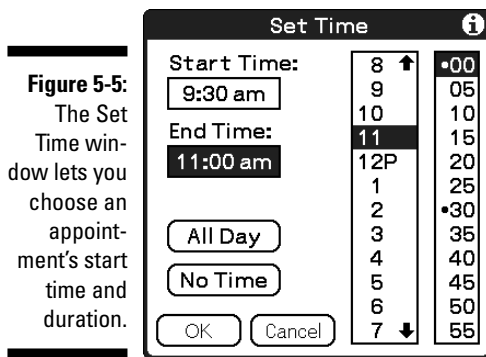 Figure 5-5:
The Set
Time win-
dow lets you
choose an
appoint-
ment's start
time and
duration.
Set Time
i
Start Time:
9:30 am
End Time:
11:00 am
All Day
No Time
OK
Cancel
8
9
10
11
12P
1
2
3
4
5
6
7
•00
05
10
15
20
25
•30
35
40
45
50
55